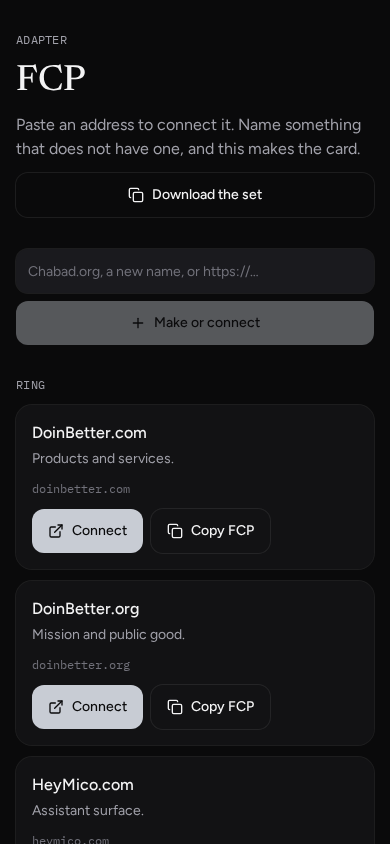 ADAPTER
FCP
Paste an address to connect it. Name something
that does not have one, and this makes the card.
Download the set
Chabad.org, a new name, or https://...
Make or connect
RING
DoinBetter.com
Products and services.
doinbetter.com
Connect
Copy FCP
DoinBetter.org
Mission and public good.
doinbetter.org
Connect
Copy FCP
HeyMico.com
Assistant surface.
heymico.com